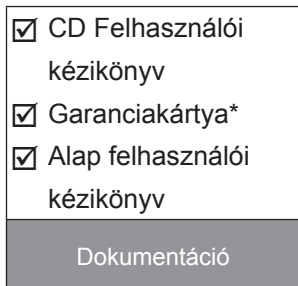 ☑ CD Felhasználói
kézikönyv
☑ Garanciakártya*
☑ Alap felhasználói
kézikönyv
Dokumentáció